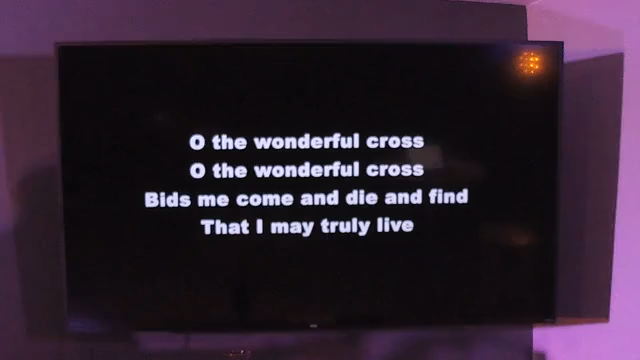 O the wonderful cross
O the wonderful cross
Bids me come and die and find
That I may truly live